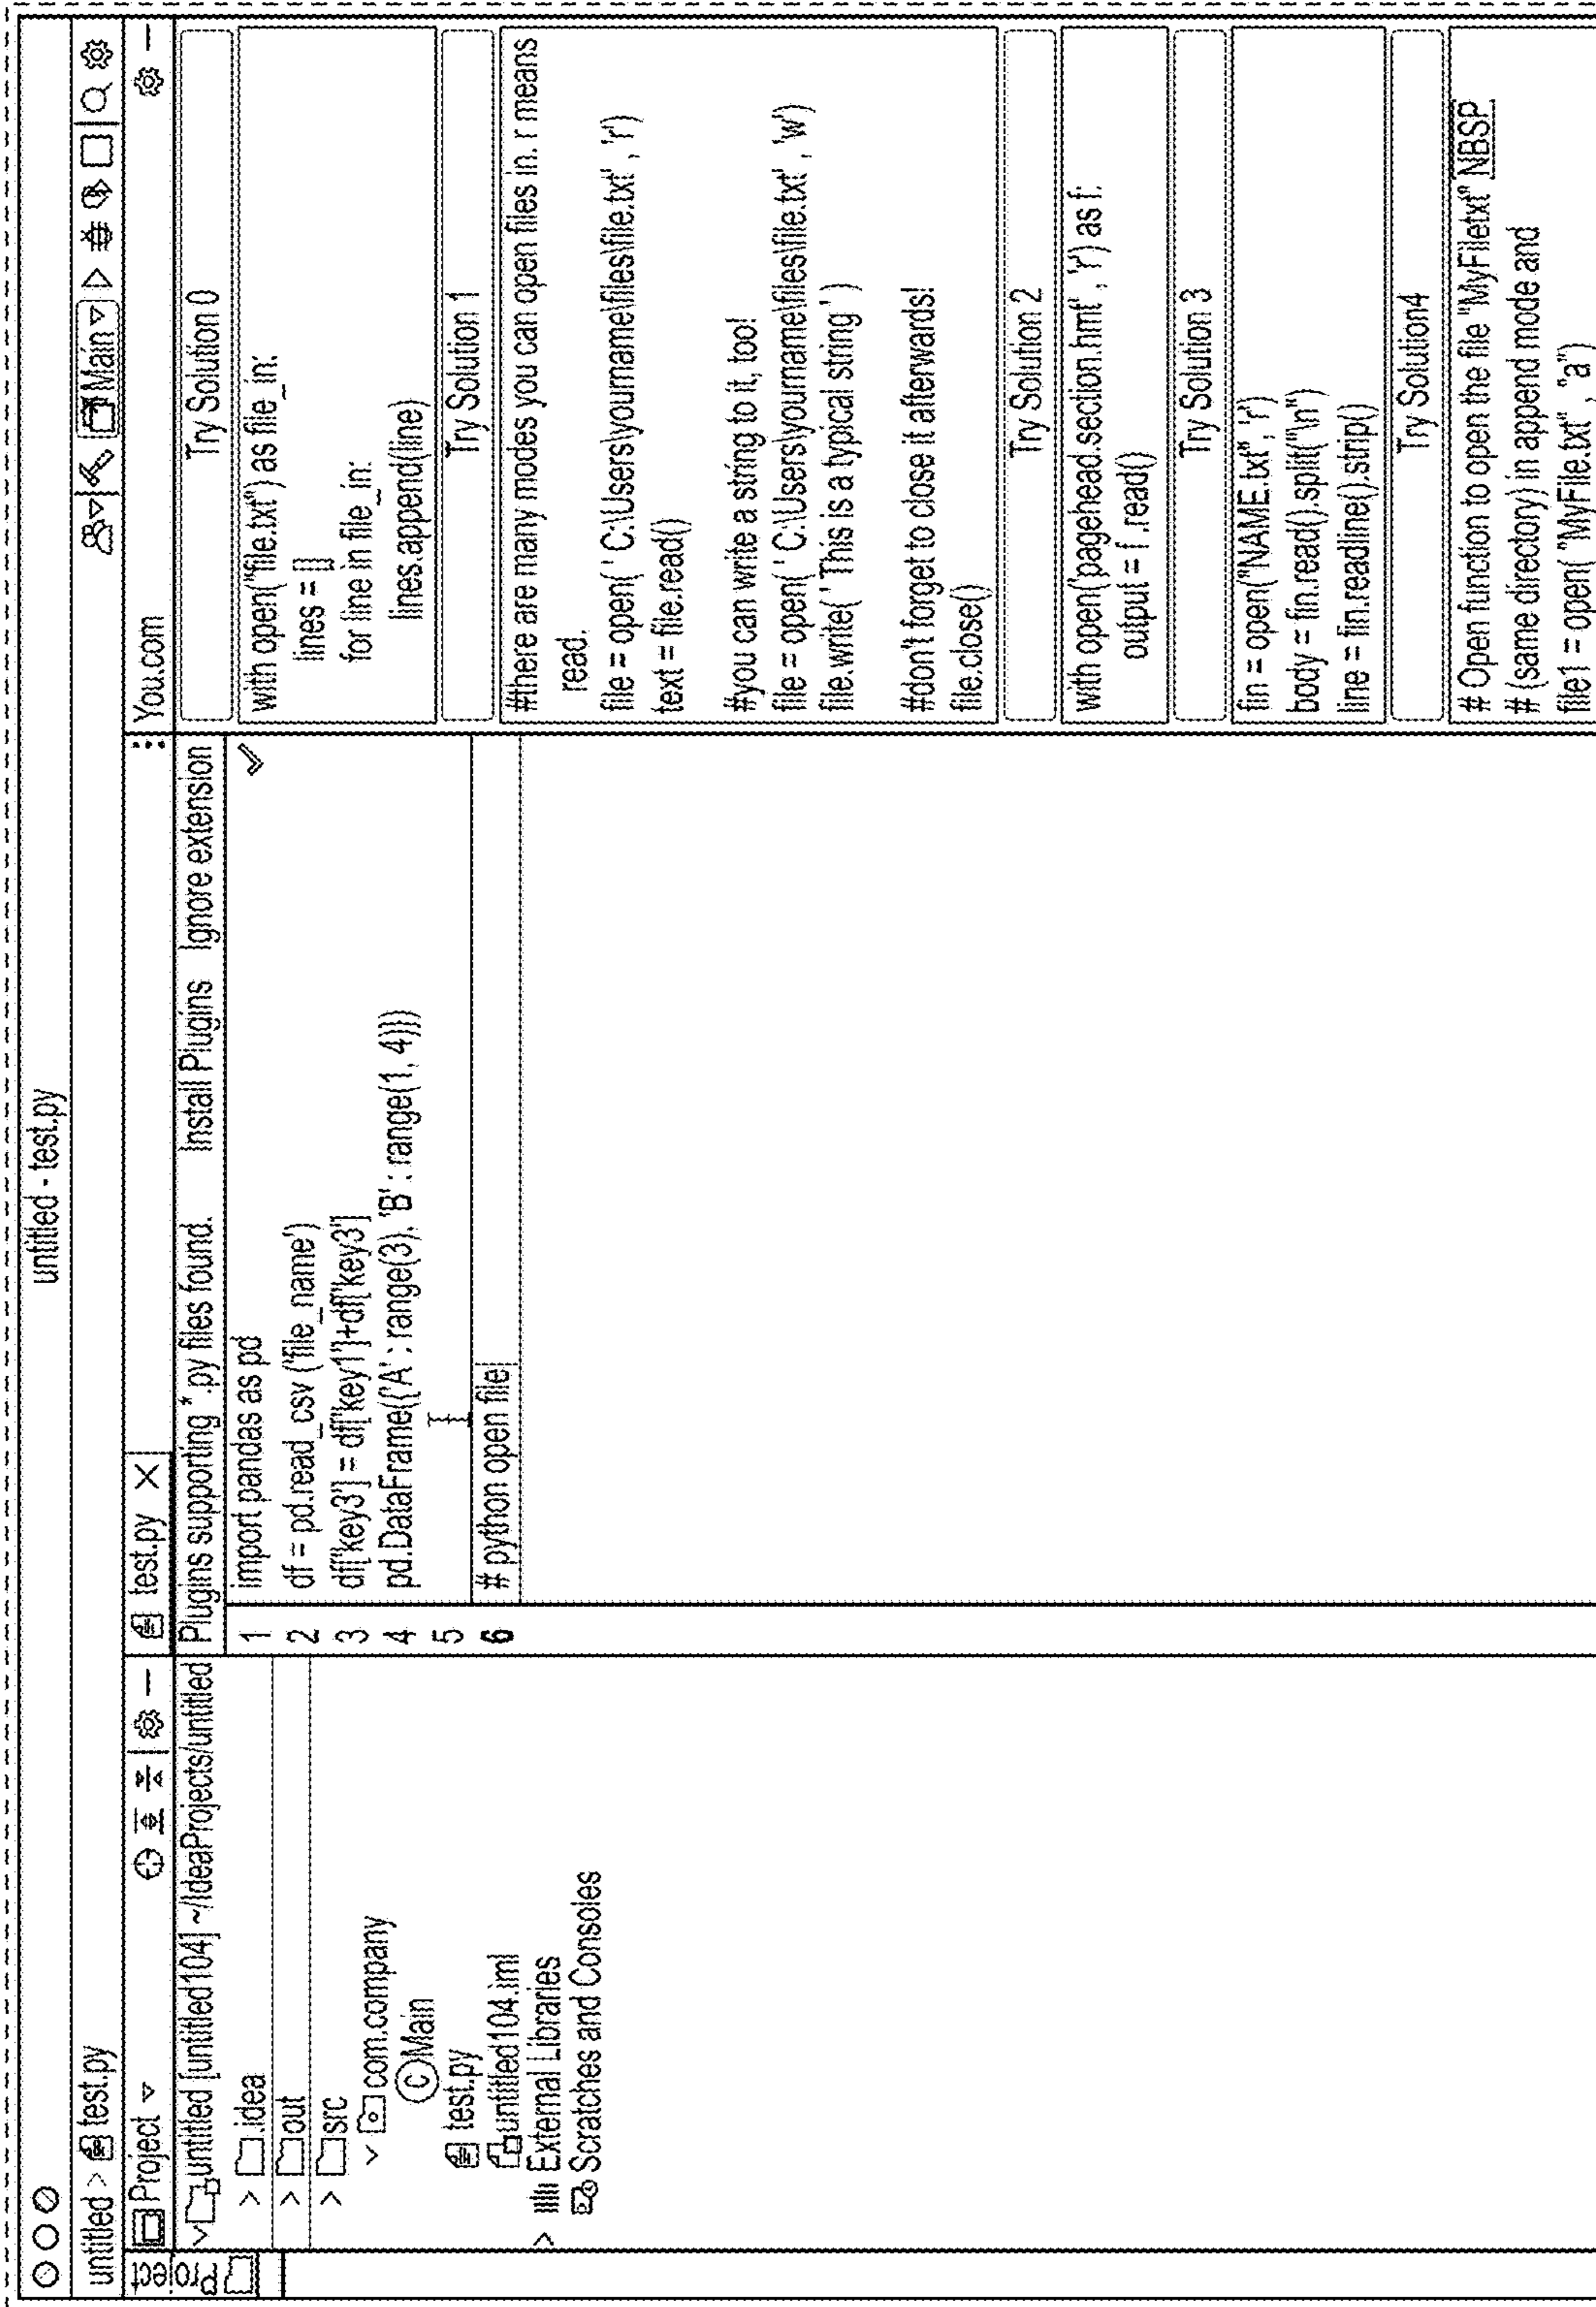 untitled - test.py
untitled > test.py
Main
Project
Project
untitled [untitled104] ~/IdeaProjects/untitled
> .idea
> out
> src
com.company
C Main
test.py
untitled104.iml
> External Libraries
Scratches and Consoles
test.py X
Plugins supporting *.py files found. Install Plugins Ignore extension
1 import pandas as pd
2 df = pd.read_csv ('file_name')
3 df['key3'] = df['key1']+df['key3']
4 pd.DataFrame({'A' : range(3), 'B' : range(1, 4)})
5
6 # python open file
You.com
Try Solution 0
with open("file.txt") as file_in:
lines = []
for line in file_in:
lines.append(line)
Try Solution 1
#there are many modes you can open files in. r means
read.
file = open( ' C:\Users\yourname\files\file.txt' , 'r')
text = file.read()
#you can write a string to it, too!
file = open( ' C:\Users\yourname\files\file.txt' , 'w')
file.write( ' This is a typical string ' )
#don't forget to close it afterwards!
file.close()
Try Solution 2
with open('pagehead.section.hmt' , 'r') as f:
output = f .read()
Try Solution 3
fin = open("NAME.txt", 'r')
body = fin.read().split("\n")
line = fin.readline().strip()
Try Solution4
# Open function to open the file "MyFiletxt" NBSP
# (same directory) in append mode and
file1 = open( "MyFile.txt" , "a")